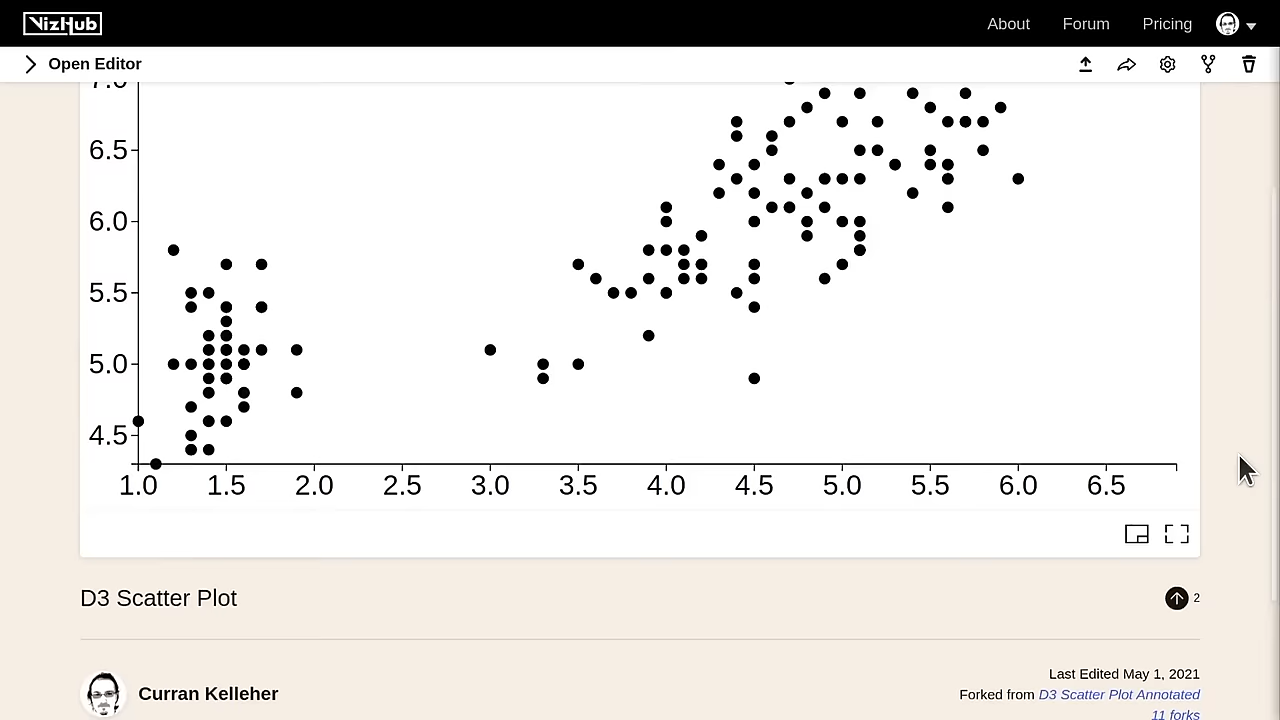 VizHub
About Forum Pricing
Open Editor
7.0
6.5
6.0
5.5
5.0
4.5
1.0 1.5 2.0 2.5 3.0 3.5 4.0 4.5 5.0 5.5 6.0 6.5
D3 Scatter Plot
2
Curran Kelleher
Last Edited May 1, 2021
Forked from D3 Scatter Plot Annotated
11 forks